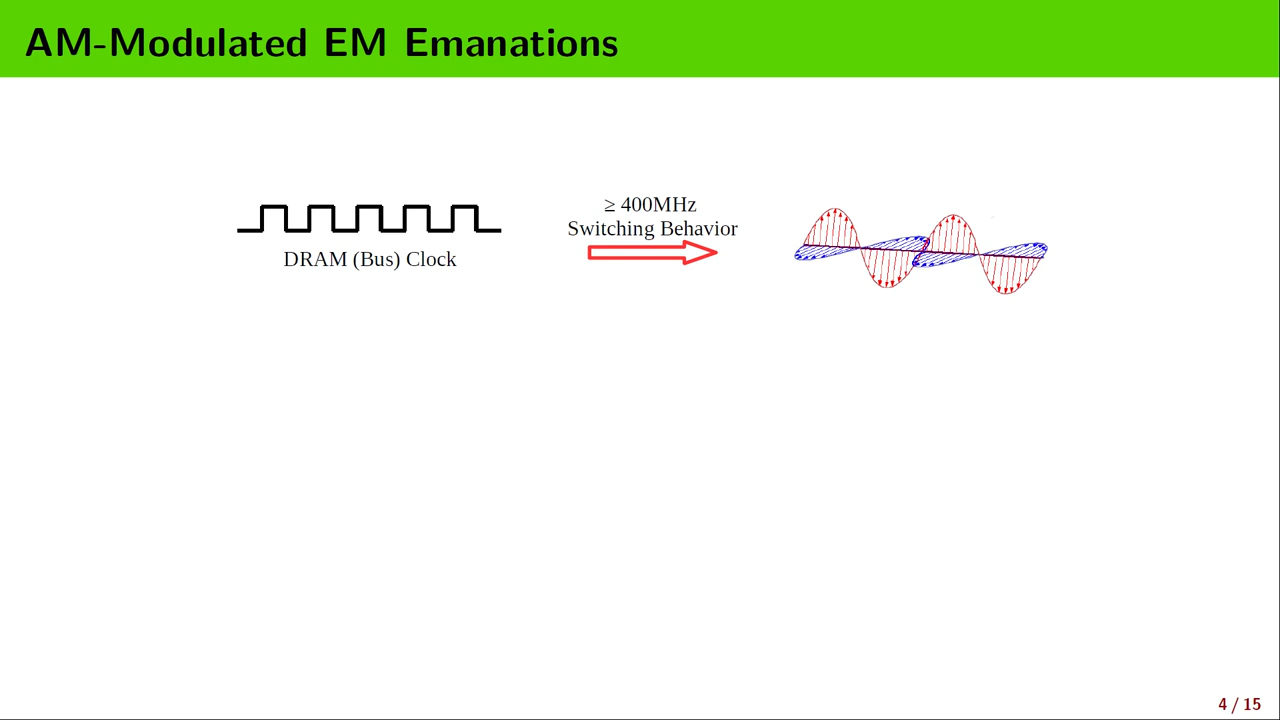 AM-Modulated EM Emanations
≥ 400MHz
Switching Behavior
DRAM (Bus) Clock
4 / 15